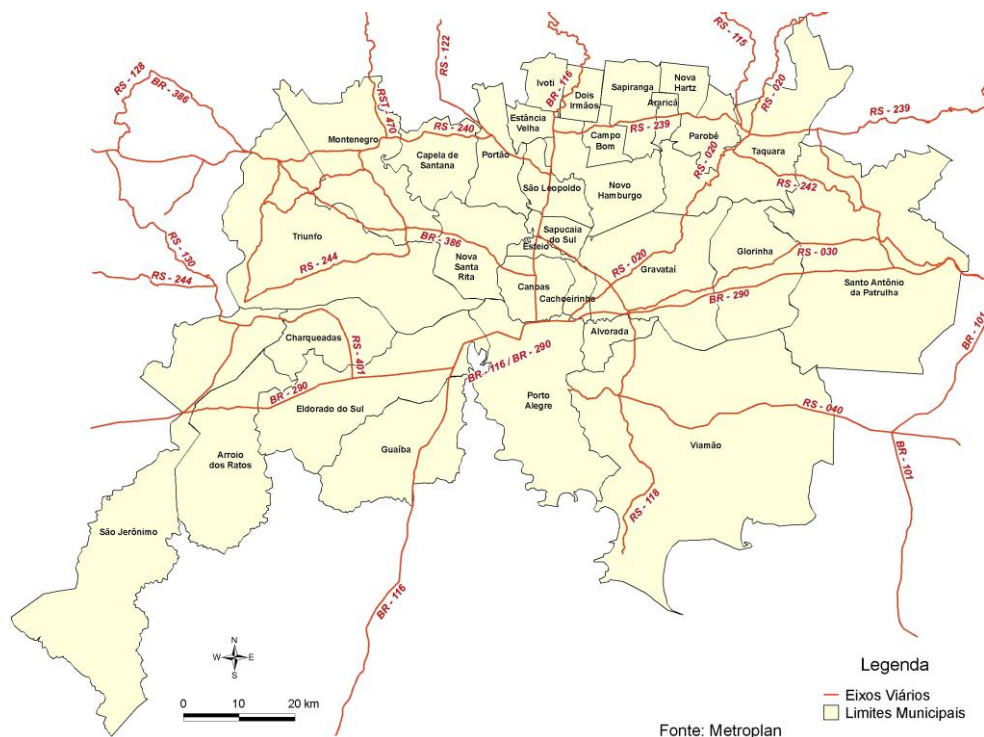 RS - 115
RS - 122
BR - 116
RS - 020
RS - 128
BR - 386
RST / 470
Ivoti
Dois
Irmãos
Sapiranga
Nova
Hartz
Araricá
RS - 239
RS - 239
Estância
Velha
Montenegro
RS - 240
Campo
Bom
Parobé
Taquara
Capela de
Santana
Portão
RS - 020
São Leopoldo
Novo
Hamburgo
RS - 242
Triunfo
BR - 386
Sapucaia
do Sul
Esteio
RS - 130
RS - 244
RS - 244
Nova
Santa
Rita
RS - 020
Gravataí
Glorinha
RS - 030
Canoas
Cachoeirinha
BR - 290
Santo Antônio
da Patrulha
Charqueadas
RS - 401
Alvorada
BR - 101
BR - 116 / BR - 290
BR - 290
Eldorado do Sul
Porto
Alegre
RS - 040
Guaíba
Viamão
Arroio
dos Ratos
BR - 101
RS - 118
São Jerônimo
BR - 116
N
W E
S
0 10 20 km
Legenda
Eixos Viários
Limites Municipais
Fonte: Metroplan